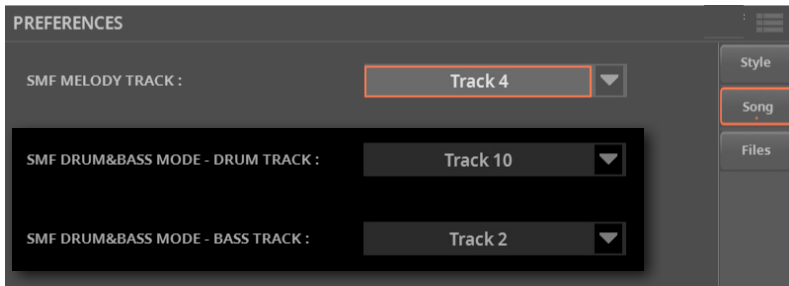 PREFERENCES
Style
SMF MELODY TRACK : Track 4
Song
Files
SMF DRUM&BASS MODE - DRUM TRACK : Track 10
SMF DRUM&BASS MODE - BASS TRACK : Track 2